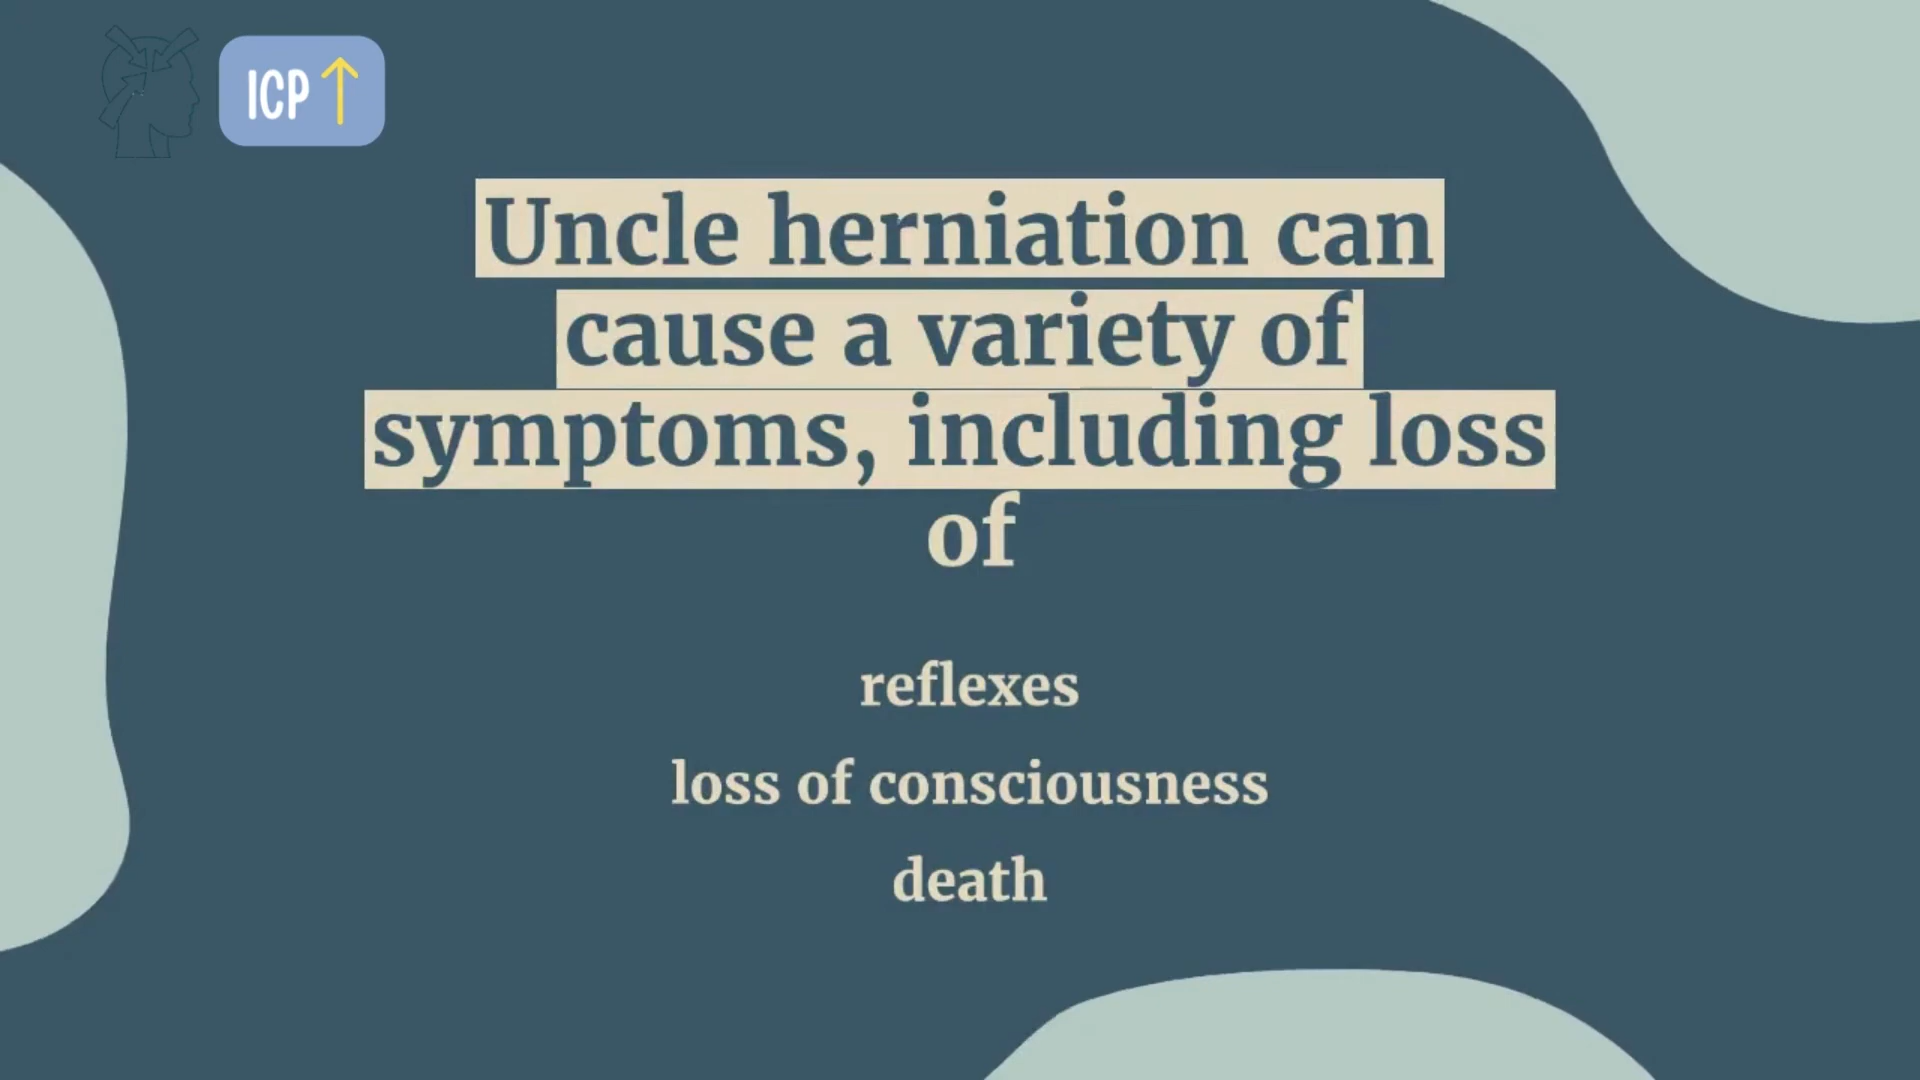 ICP ↑
Uncle herniation can
cause a variety of
symptoms, including loss
of
reflexes
loss of consciousness
death